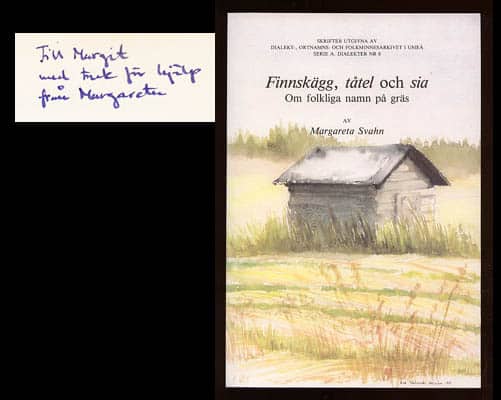 Till Margit
med tack för hjälp
från Margareta
SKRIFTER UTGIVNA AV
DIALEKT-, ORTNAMNS- OCH FOLKMINNESARKIVET I UMEÅ
SERIE A. DIALEKTER NR 8
Finnskägg, tåtel och sia
Om folkliga namn på gräs
AV
Margareta Svahn